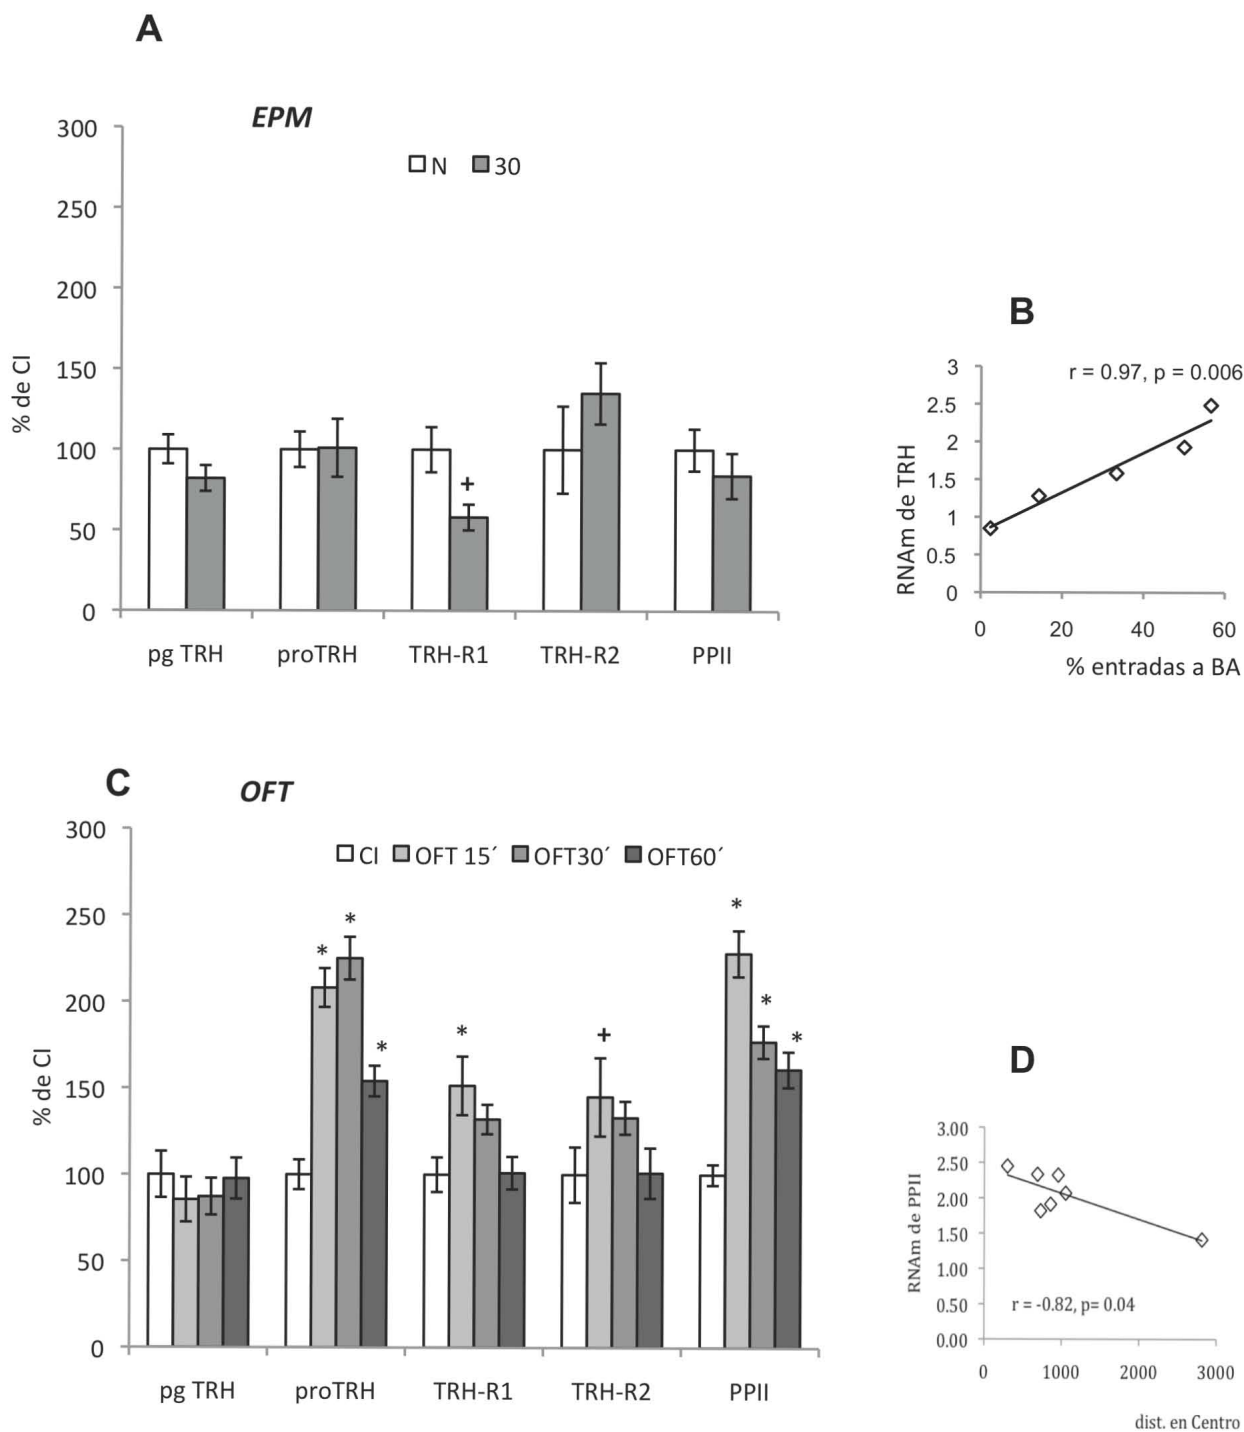 A
EPM
N 30
300
250
200
150
100
50
0
% de CI
pg TRH proTRH TRH-R1 TRH-R2 PPII
+
B
r = 0.97, p = 0.006
3
2.5
2
1.5
1
0.5
0
RNAm de TRH
0 20 40 60
% entradas a BA
C
OFT
CI OFT 15´ OFT30´ OFT60´
300
250
200
150
100
50
0
% de CI
* * * * + * * *
pg TRH proTRH TRH-R1 TRH-R2 PPII
D
3.00
2.50
2.00
1.50
1.00
0.50
0.00
RNAm de PPII
r = -0.82, p= 0.04
0 1000 2000 3000
dist. en Centro